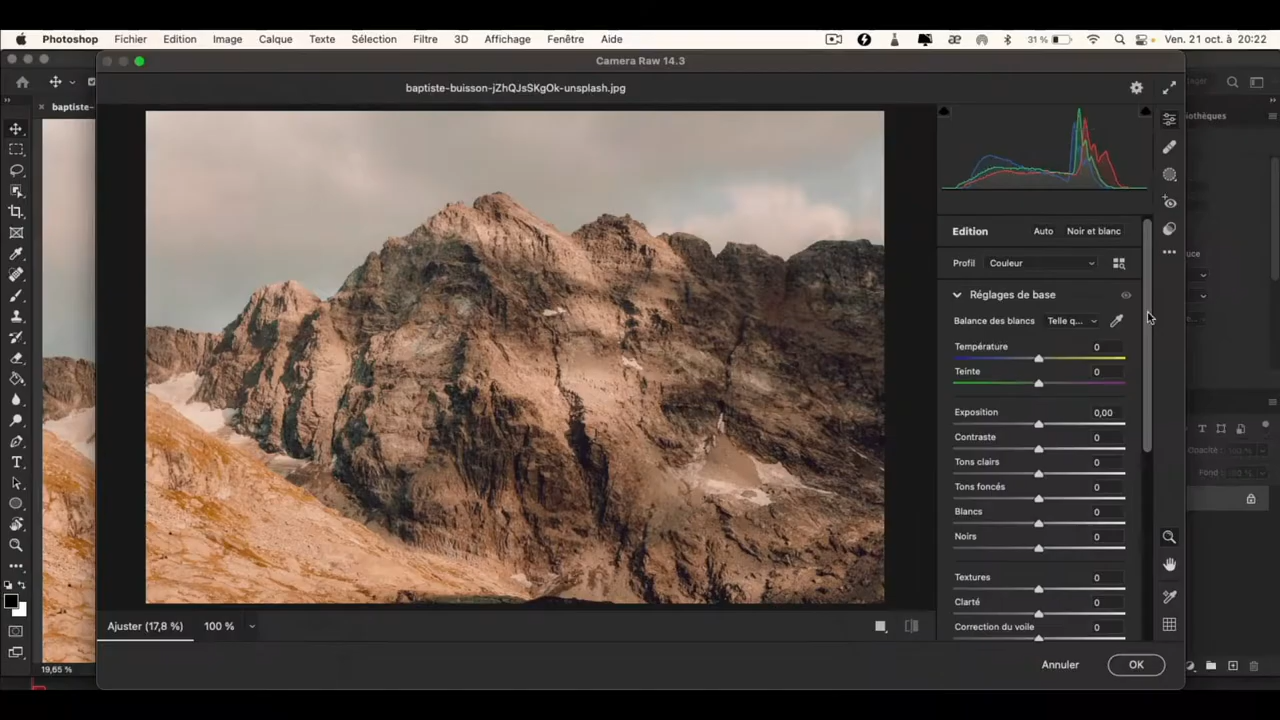 Photoshop Fichier Edition Image Calque Texte Sélection Filtre 3D Affichage Fenêtre Aide 31 % Ven. 21 oct. à 20:22
Camera Raw 14.3
baptiste-buisson-jZhQJsSKgOk-unsplash.jpg
baptiste-
Edition Auto Noir et blanc
Profil Couleur
Réglages de base
Balance des blancs Telle q...
Température 0
Teinte 0
Exposition 0,00
Contraste 0
Tons clairs 0
Tons foncés 0
Blancs 0
Noirs 0
Textures 0
Clarté 0
Correction du voile 0
Ajuster (17,8 %) 100 %
Annuler OK
19,65 %
Opacité :
Fond :